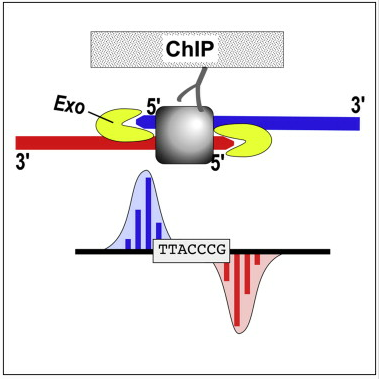 ChIP
Exo
5'
3'
3'
5'
TTACCCG